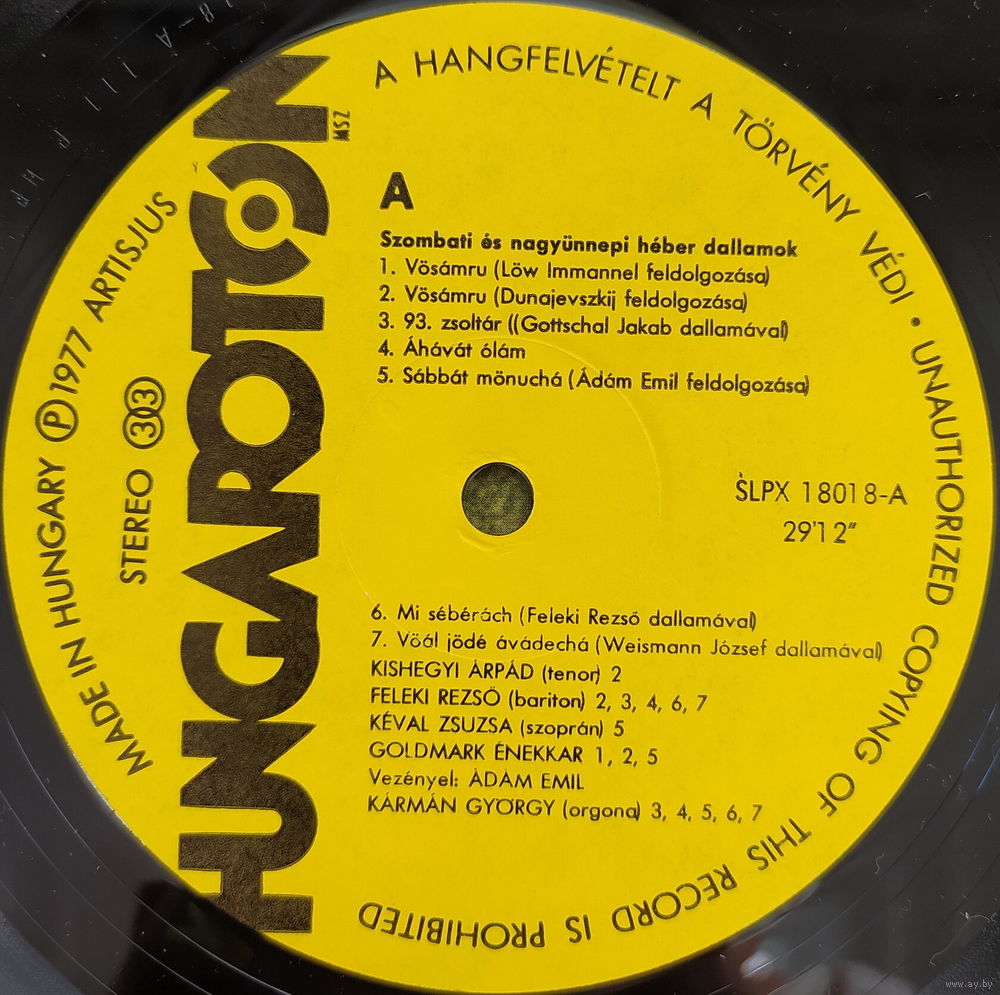 A HANGFELVÉTELT A TÖRVÉNY VÉDI • UNAUTHORIZED COPYING OF THIS RECORD IS PROHIBITED
MADE IN HUNGARY Ⓟ 1977 ARTISJUS
STEREO 33
HUNGAROTON
MSZ
A
Szombati és nagyünnepi héber dallamok
1. Vösámru (Löw Immannel feldolgozása)
2. Vösámru (Dunajevszkij feldolgozása)
3. 93. zsoltár ((Gottschal Jakab dallamával)
4. Áhávát ólám
5. Sábbát mönuchá (Ádám Emil feldolgozása)
SLPX 18018-A
29'12"
6. Mi sébérách (Feleki Rezső dallamával)
7. Vöál jödé ávádechá (Weismann József dallamával)
KISHEGYI ÁRPÁD (tenor) 2
FELEKI REZSŐ (bariton) 2, 3, 4, 6, 7
KÉVAL ZSUZSA (szoprán) 5
GOLDMARK ÉNEKKAR 1, 2, 5
Vezényel: ÁDÁM EMIL
KÁRMÁN GYÖRGY (orgona) 3, 4, 5, 6, 7
www.ay.by